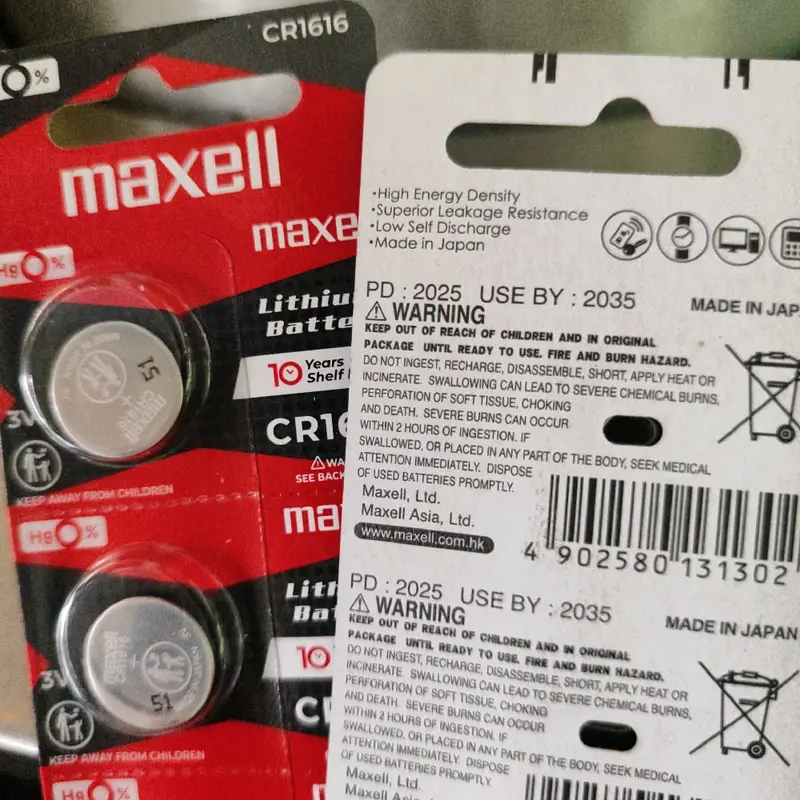 CR1616
%
maxell
maxe
Hg %
Lithiu
Batte
10 Years
Shelf
51
maxell
CR1616
+
CR16
3V
SEE BACK
KEEP AWAY FROM CHILDREN
Hg %
max
Lith
Bat
10
maxell
CR1616
+
51
3V
KEEP AWAY FROM CHILDREN
Hg %
•High Energy Density
•Superior Leakage Resistance
•Low Self Discharge
•Made in Japan
PD : 2025 USE BY : 2035
MADE IN JAP
WARNING
KEEP OUT OF REACH OF CHILDREN AND IN ORIGINAL
PACKAGE UNTIL READY TO USE. FIRE AND BURN HAZARD.
DO NOT INGEST, RECHARGE, DISASSEMBLE, SHORT, APPLY HEAT OR
INCINERATE. SWALLOWING CAN LEAD TO SEVERE CHEMICAL BURNS,
PERFORATION OF SOFT TISSUE, CHOKING
AND DEATH. SEVERE BURNS CAN OCCUR
WITHIN 2 HOURS OF INGESTION. IF
SWALLOWED, OR PLACED IN ANY PART OF THE BODY, SEEK MEDICAL
ATTENTION IMMEDIATELY. DISPOSE
OF USED BATTERIES PROMPTLY.
Maxell, Ltd.
Maxell Asia, Ltd.
www.maxell.com.hk
4 902580 131302
PD : 2025 USE BY : 2035
MADE IN JAPAN
WARNING
KEEP OUT OF REACH OF CHILDREN AND IN ORIGINAL
PACKAGE UNTIL READY TO USE. FIRE AND BURN HAZARD.
DO NOT INGEST, RECHARGE, DISASSEMBLE, SHORT, APPLY HEAT OR
INCINERATE. SWALLOWING CAN LEAD TO SEVERE CHEMICAL BURNS,
PERFORATION OF SOFT TISSUE, CHOKING
AND DEATH. SEVERE BURNS CAN OCCUR
WITHIN 2 HOURS OF INGESTION. IF
SWALLOWED, OR PLACED IN ANY PART OF THE BODY, SEEK MEDICAL
ATTENTION IMMEDIATELY. DISPOSE
OF USED BATTERIES PROMPTLY.
Maxell, Ltd.
Maxell Asia,